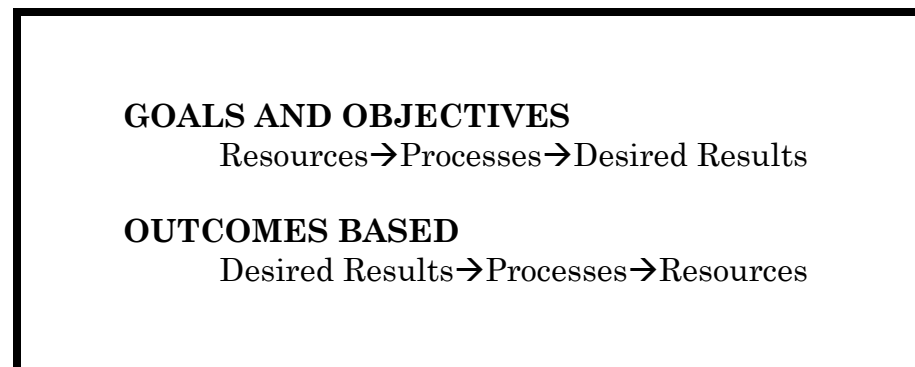 GOALS AND OBJECTIVES
Resources→Processes→Desired Results
OUTCOMES BASED
Desired Results→Processes→Resources